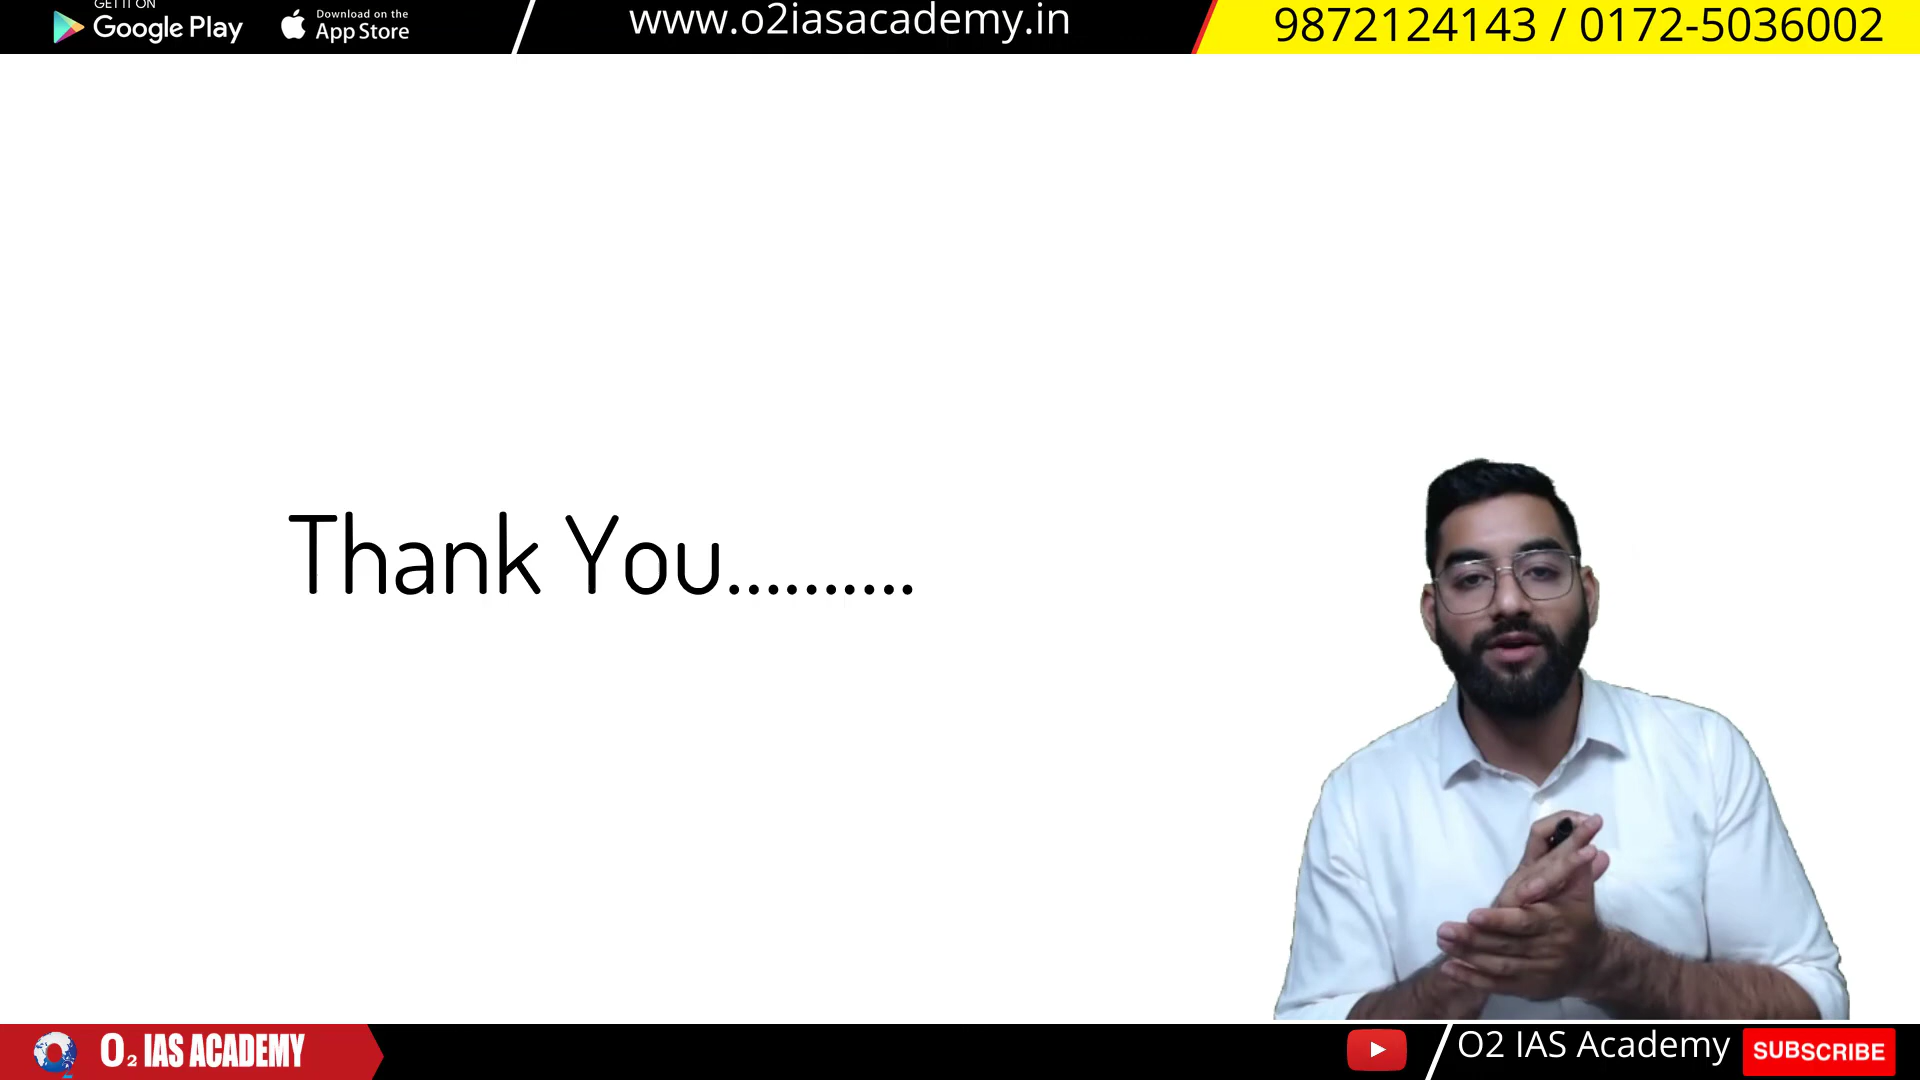 GET IT ON
Google Play
Download on the
App Store
www.o2iasacademy.in
9872124143 / 0172-5036002
Thank You..........
O2 IAS ACADEMY
O2 IAS Academy
SUBSCRIBE